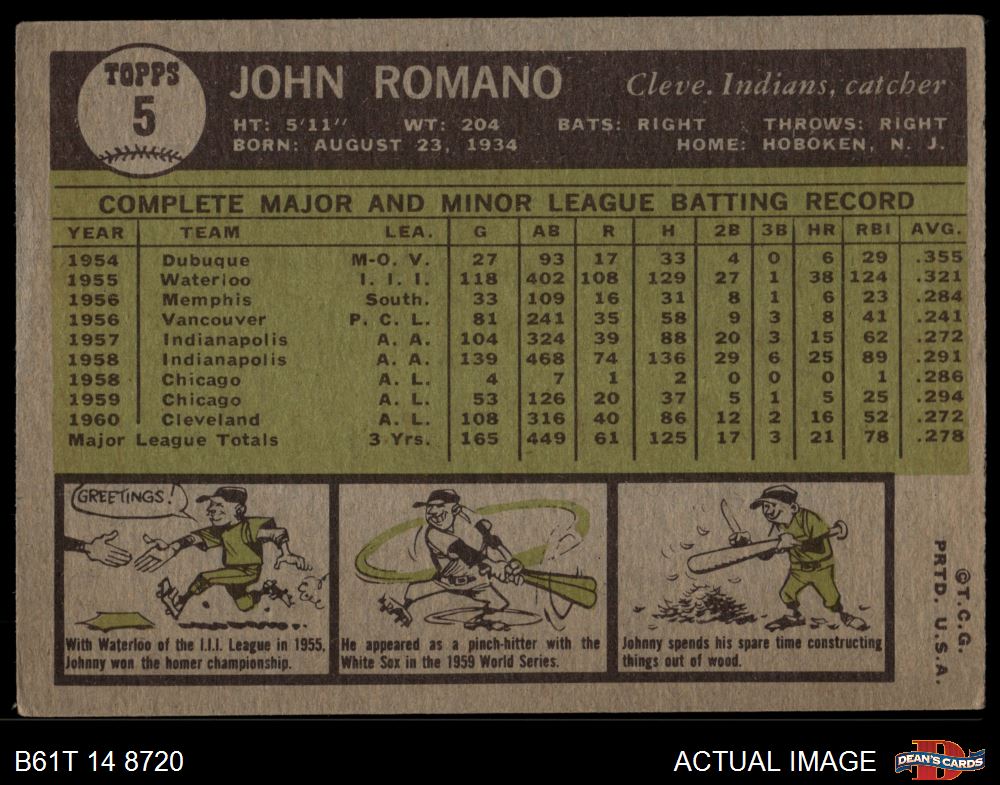 TOPPS
5
JOHN ROMANO
Cleve. Indians, catcher
HT: 5'11" WT: 204 BATS: RIGHT THROWS: RIGHT
BORN: AUGUST 23, 1934 HOME: HOBOKEN, N. J.
COMPLETE MAJOR AND MINOR LEAGUE BATTING RECORD
YEAR TEAM LEA. G AB R H 2B 3B HR RBI AVG.
1954 Dubuque M-O. V. 27 93 17 33 4 0 6 29 .355
1955 Waterloo I. I. I. 118 402 108 129 27 1 38 124 .321
1956 Memphis South. 33 109 16 31 8 1 6 23 .284
1956 Vancouver P. C. L. 81 241 35 58 9 3 8 41 .241
1957 Indianapolis A. A. 104 324 39 88 20 3 15 62 .272
1958 Indianapolis A. A. 139 468 74 136 29 6 25 89 .291
1958 Chicago A. L. 4 7 1 2 0 0 0 1 .286
1959 Chicago A. L. 53 126 20 37 5 1 5 25 .294
1960 Cleveland A. L. 108 316 40 86 12 2 16 52 .272
Major League Totals 3 Yrs. 165 449 61 125 17 3 21 78 .278
GREETINGS!
With Waterloo of the I.I.I. League in 1955,
Johnny won the homer championship.
He appeared as a pinch-hitter with the
White Sox in the 1959 World Series.
Johnny spends his spare time constructing
things out of wood.
© T.C.G.
PRTD. U.S.A.
B61T 14 8720
ACTUAL IMAGE
DEAN'S CARDS